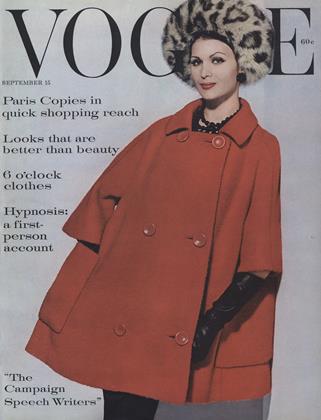 VOGUE
60c
SEPTEMBER 15
Paris Copies in
quick shopping reach
Looks that are
better than beauty
6 o'clock
clothes
Hypnosis:
a first-
person
account
"The
Campaign
Speech Writers"